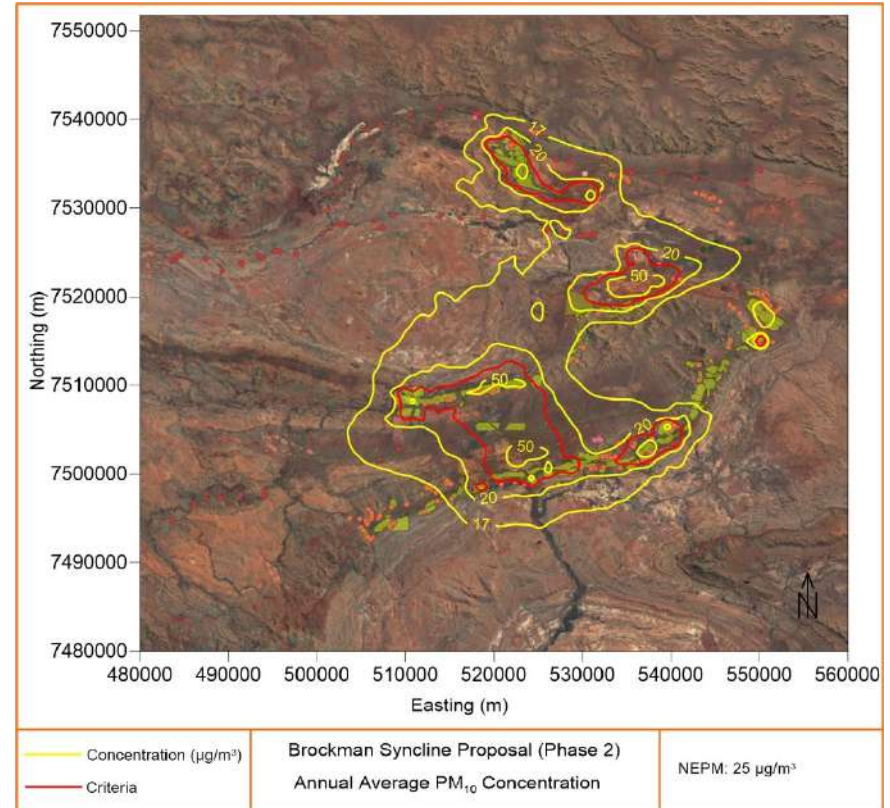 7550000
7540000
7530000
7520000
7510000
7500000
7490000
7480000
Northing (m)
17
20
20
50
50
50
20
20
17
N
480000 490000 500000 510000 520000 530000 540000 550000 560000
Easting (m)
Concentration (µg/m³)
Criteria
Brockman Syncline Proposal (Phase 2)
Annual Average PM₁₀ Concentration
NEPM: 25 µg/m³